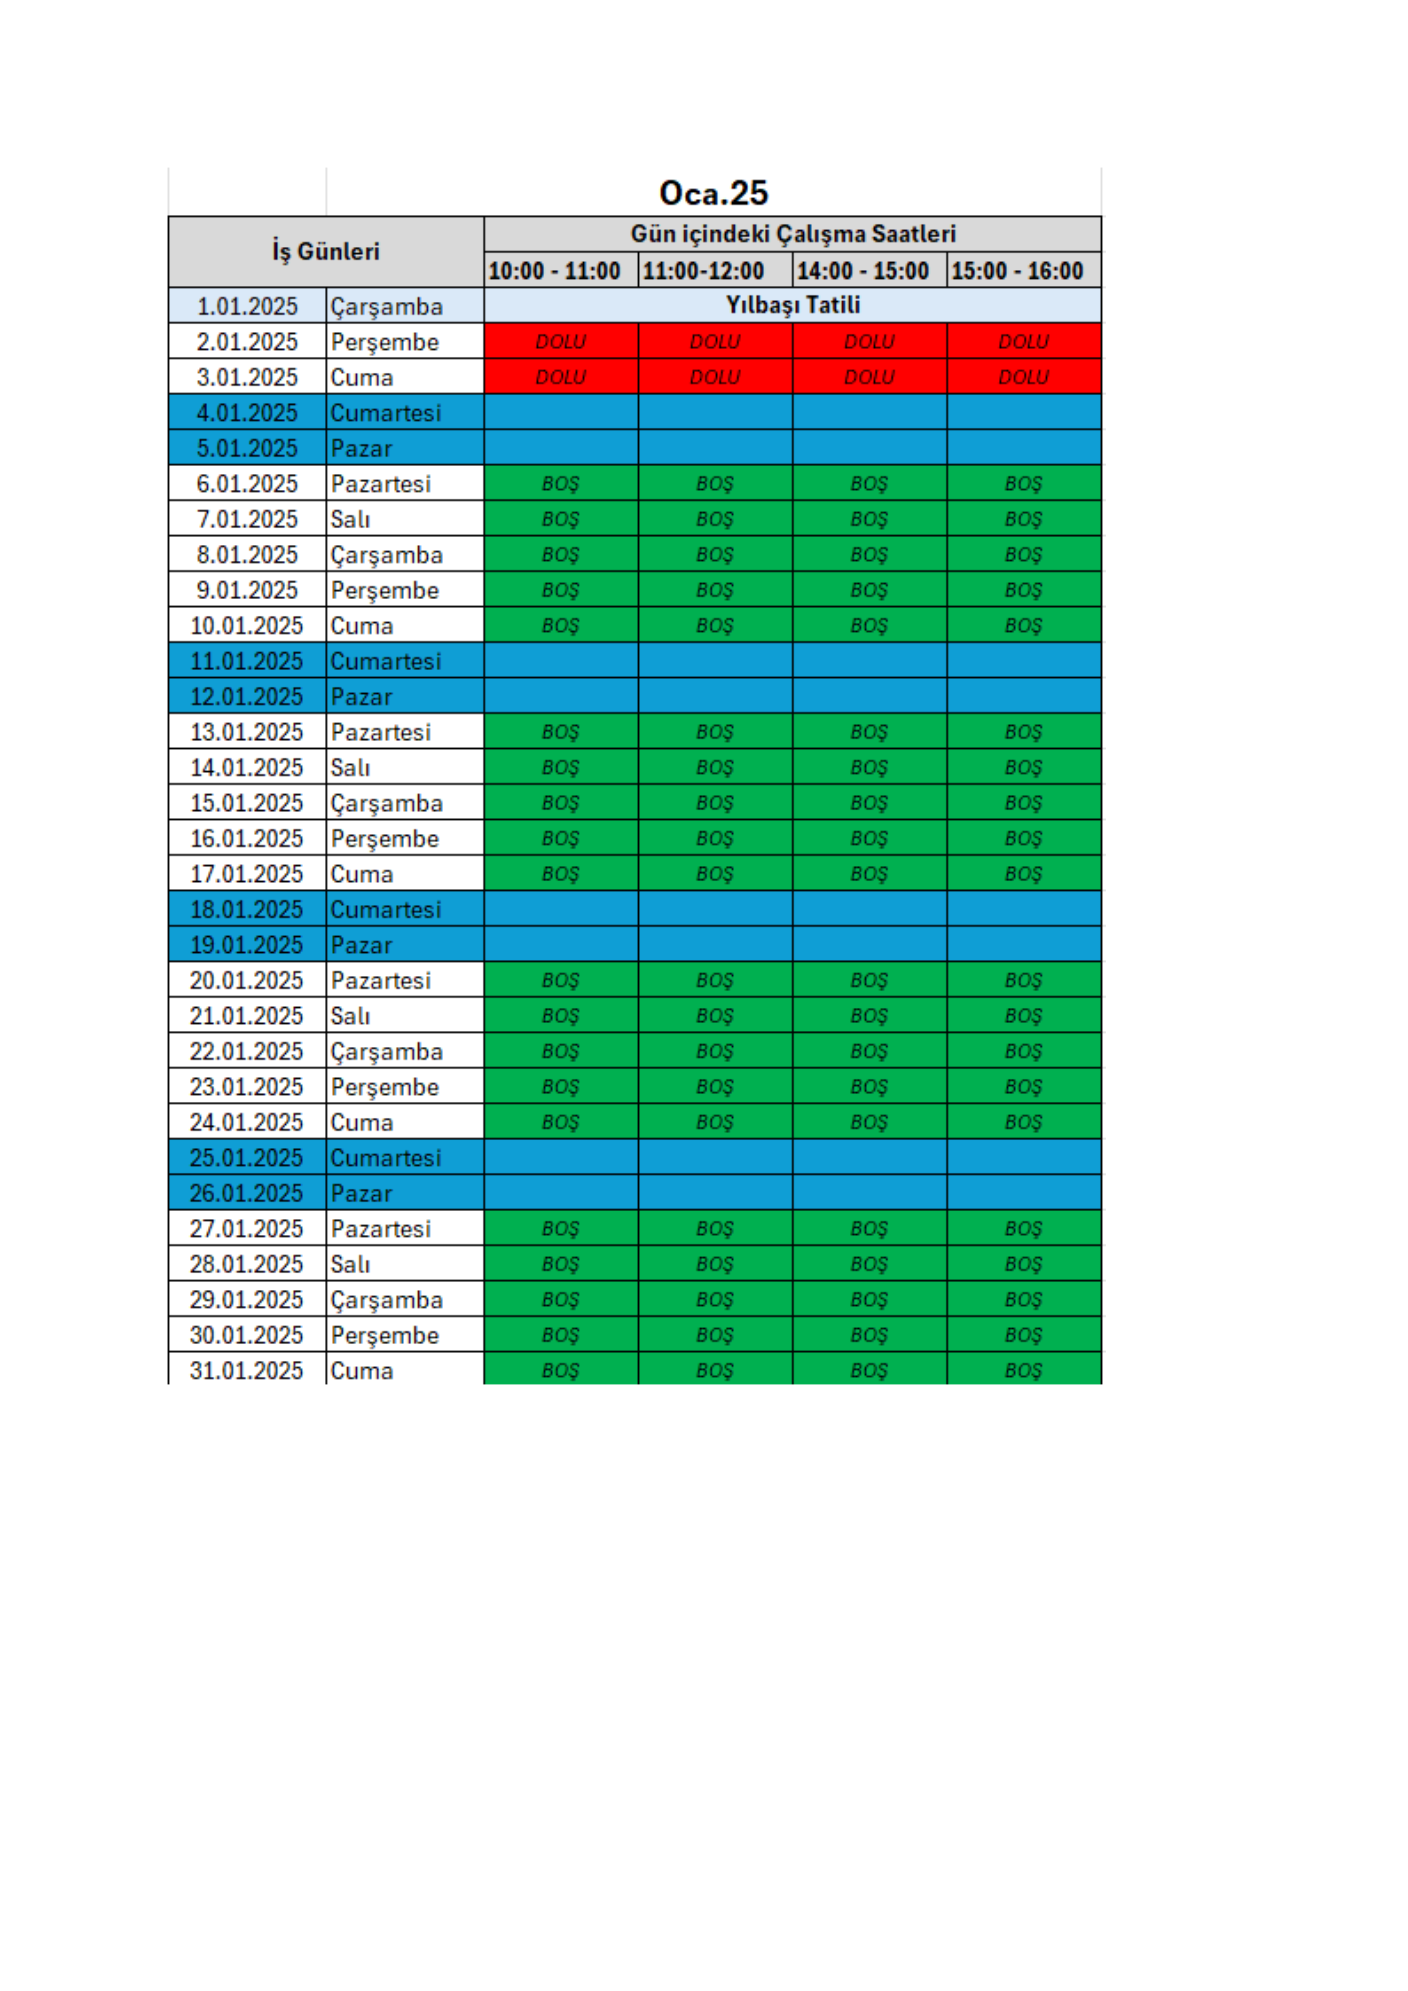 Oca.25
İş Günleri
Gün içindeki Çalışma Saatleri
10:00 - 11:00 11:00-12:00 14:00 - 15:00 15:00 - 16:00
1.01.2025 Çarşamba Yılbaşı Tatili
2.01.2025 Perşembe DOLU DOLU DOLU DOLU
3.01.2025 Cuma DOLU DOLU DOLU DOLU
4.01.2025 Cumartesi
5.01.2025 Pazar
6.01.2025 Pazartesi BOŞ BOŞ BOŞ BOŞ
7.01.2025 Salı BOŞ BOŞ BOŞ BOŞ
8.01.2025 Çarşamba BOŞ BOŞ BOŞ BOŞ
9.01.2025 Perşembe BOŞ BOŞ BOŞ BOŞ
10.01.2025 Cuma BOŞ BOŞ BOŞ BOŞ
11.01.2025 Cumartesi
12.01.2025 Pazar
13.01.2025 Pazartesi BOŞ BOŞ BOŞ BOŞ
14.01.2025 Salı BOŞ BOŞ BOŞ BOŞ
15.01.2025 Çarşamba BOŞ BOŞ BOŞ BOŞ
16.01.2025 Perşembe BOŞ BOŞ BOŞ BOŞ
17.01.2025 Cuma BOŞ BOŞ BOŞ BOŞ
18.01.2025 Cumartesi
19.01.2025 Pazar
20.01.2025 Pazartesi BOŞ BOŞ BOŞ BOŞ
21.01.2025 Salı BOŞ BOŞ BOŞ BOŞ
22.01.2025 Çarşamba BOŞ BOŞ BOŞ BOŞ
23.01.2025 Perşembe BOŞ BOŞ BOŞ BOŞ
24.01.2025 Cuma BOŞ BOŞ BOŞ BOŞ
25.01.2025 Cumartesi
26.01.2025 Pazar
27.01.2025 Pazartesi BOŞ BOŞ BOŞ BOŞ
28.01.2025 Salı BOŞ BOŞ BOŞ BOŞ
29.01.2025 Çarşamba BOŞ BOŞ BOŞ BOŞ
30.01.2025 Perşembe BOŞ BOŞ BOŞ BOŞ
31.01.2025 Cuma BOŞ BOŞ BOŞ BOŞ